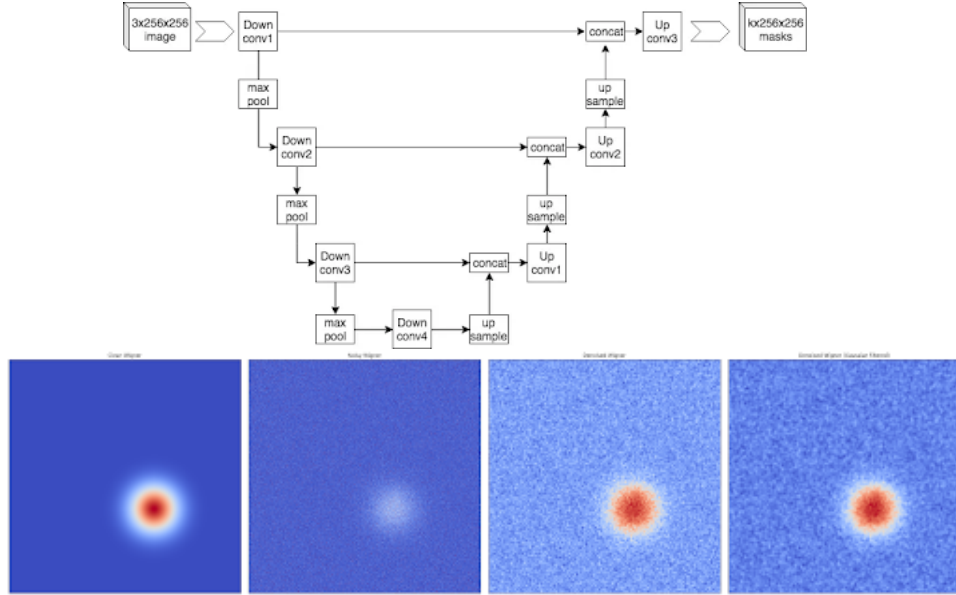 3x256x256
image
Down
conv1
concat
Up
conv3
kx256x256
masks
max
pool
up
sample
Down
conv2
concat
Up
conv2
max
pool
up
sample
Down
conv3
concat
Up
conv1
max
pool
Down
conv4
up
sample
Clean Wigner
Noisy Wigner
Denoised Wigner